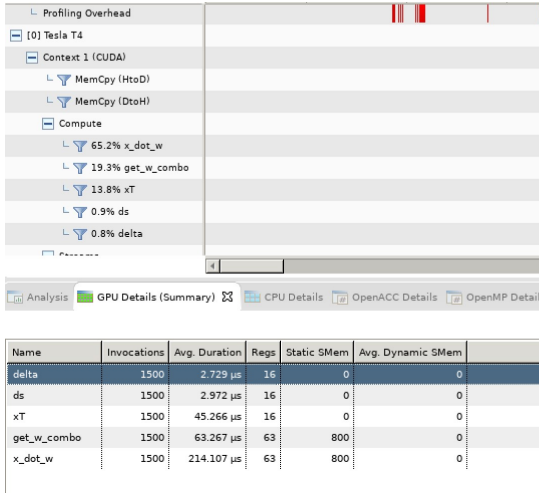 Profiling Overhead
[0] Tesla T4
Context 1 (CUDA)
MemCpy (HtoD)
MemCpy (DtoH)
Compute
65.2% x_dot_w
19.3% get_w_combo
13.8% xT
0.9% ds
0.8% delta
Streams
Analysis GPU Details (Summary) CPU Details OpenACC Details OpenMP Detail
Name Invocations Avg. Duration Regs Static SMem Avg. Dynamic SMem
delta 1500 2.729 µs 16 0 0
ds 1500 2.972 µs 16 0 0
xT 1500 45.266 µs 16 0 0
get_w_combo 1500 63.267 µs 63 800 0
x_dot_w 1500 214.107 µs 63 800 0